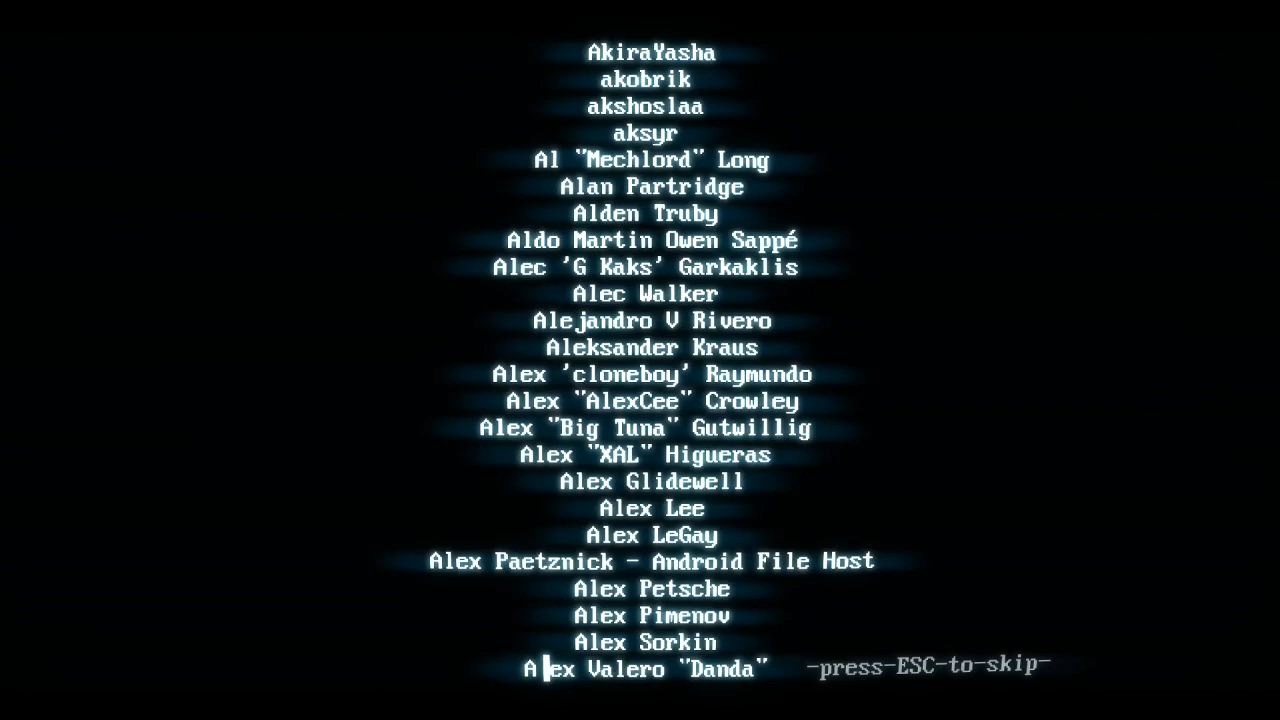 AkiraYasha
akobrik
akshoslaa
aksyr
Al "Mechlord" Long
Alan Partridge
Alden Truby
Aldo Martin Owen Sappé
Alec 'G Kaks' Garkaklis
Alec Walker
Alejandro V Rivero
Aleksander Kraus
Alex 'cloneboy' Raymundo
Alex "AlexCee" Crowley
Alex "Big Tuna" Gutwillig
Alex "XAL" Higueras
Alex Glidewell
Alex Lee
Alex LeGay
Alex Paetznick - Android File Host
Alex Petsche
Alex Pimenov
Alex Sorkin
Alex Valero "Danda"
-press-ESC-to-skip-